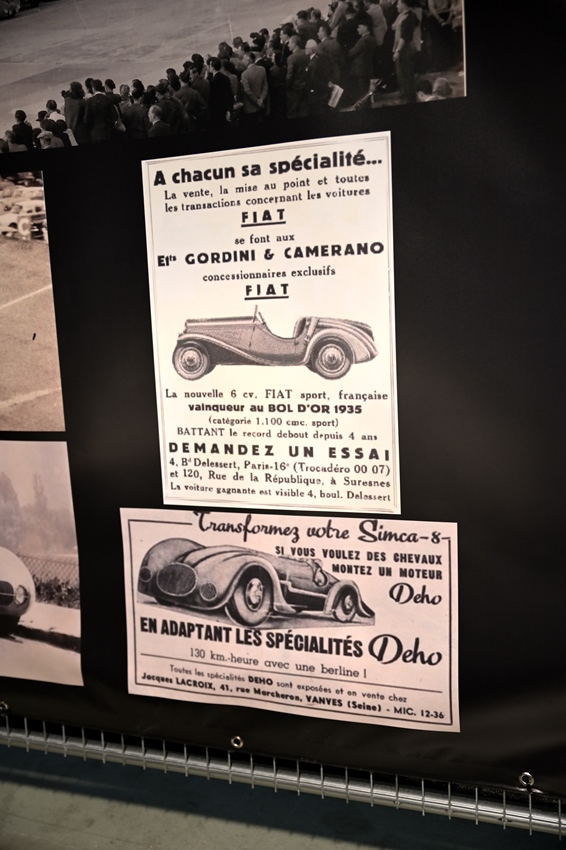 A chacun sa spécialité...
La vente, la mise au point et toutes
les transactions concernant les voitures
FIAT
se font aux
Ets GORDINI & CAMERANO
concessionnaires exclusifs
FIAT
La nouvelle 6 cv. FIAT sport, française
vainqueur au BOL D'OR 1935
(catégorie 1.100 cmc. sport)
BATTANT le record debout depuis 4 ans
DEMANDEZ UN ESSAI
4, Bd Delessert, Paris-16e (Trocadéro 00 07)
et 120, Rue de la République, à Suresnes
La voiture gagnante est visible 4, boul. Delessert
Transformez votre Simca-8-
SI VOUS VOULEZ DES CHEVAUX
MONTEZ UN MOTEUR
Deho
EN ADAPTANT LES SPÉCIALITÉS Deho
130 km.-heure avec une berline !
Toutes les spécialités DEHO sont exposées et en vente chez
Jacques LACROIX, 41, rue Marcheron, VANVES (Seine) - MIC. 12-36